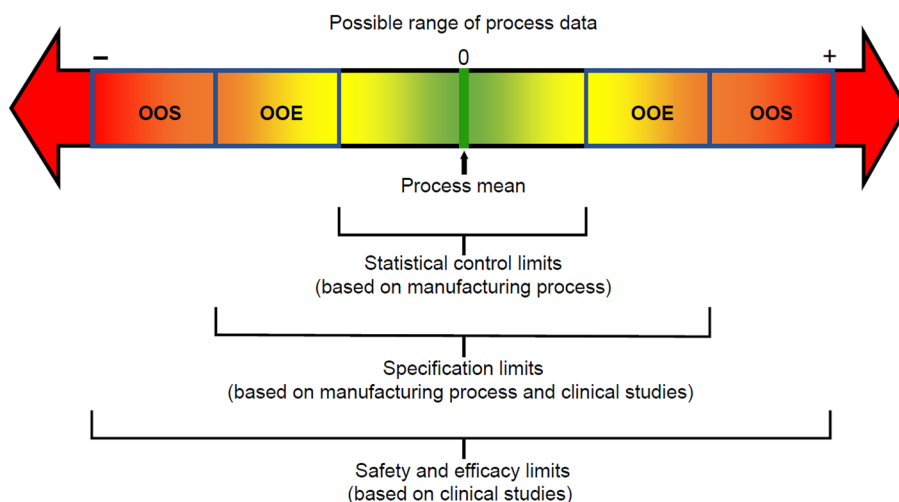 Possible range of process data
– 0 +
OOS OOE OOE OOS
Process mean
Statistical control limits
(based on manufacturing process)
Specification limits
(based on manufacturing process and clinical studies)
Safety and efficacy limits
(based on clinical studies)